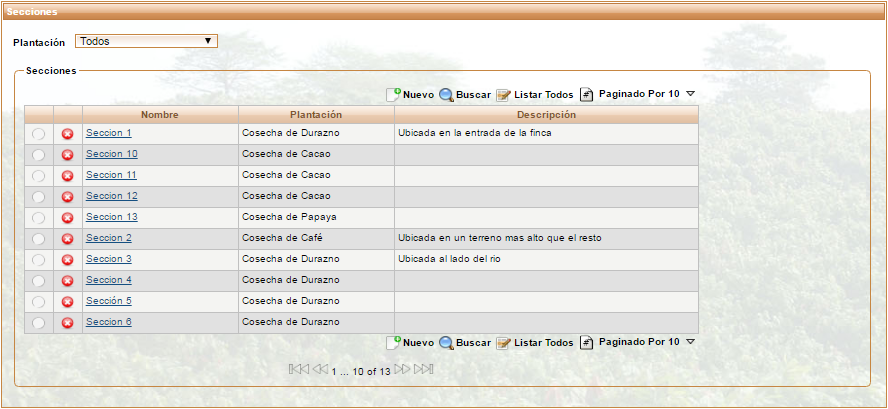 Secciones
Plantación Todos
Secciones
Nuevo Buscar Listar Todos # Paginado Por 10
Nombre Plantación Descripción
Seccion 1 Cosecha de Durazno Ubicada en la entrada de la finca
Seccion 10 Cosecha de Cacao
Seccion 11 Cosecha de Cacao
Seccion 12 Cosecha de Cacao
Seccion 13 Cosecha de Papaya
Seccion 2 Cosecha de Café Ubicada en un terreno mas alto que el resto
Seccion 3 Cosecha de Durazno Ubicada al lado del rio
Seccion 4 Cosecha de Durazno
Sección 5 Cosecha de Durazno
Seccion 6 Cosecha de Durazno
Nuevo Buscar Listar Todos # Paginado Por 10
1 ... 10 of 13